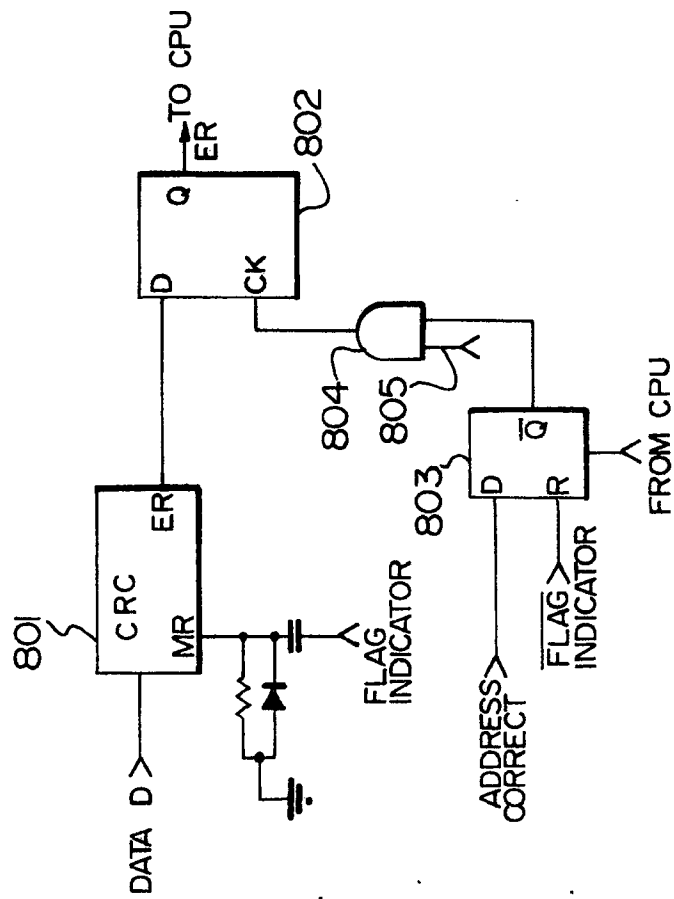 801
DATA D
CRC
ER
MR
FLAG
INDICATOR
D
Q
CK
TO CPU
ER
802
804
805
803
D
Q̅
R
ADDRESS
CORRECT
F̅L̅A̅G̅
INDICATOR
FROM CPU